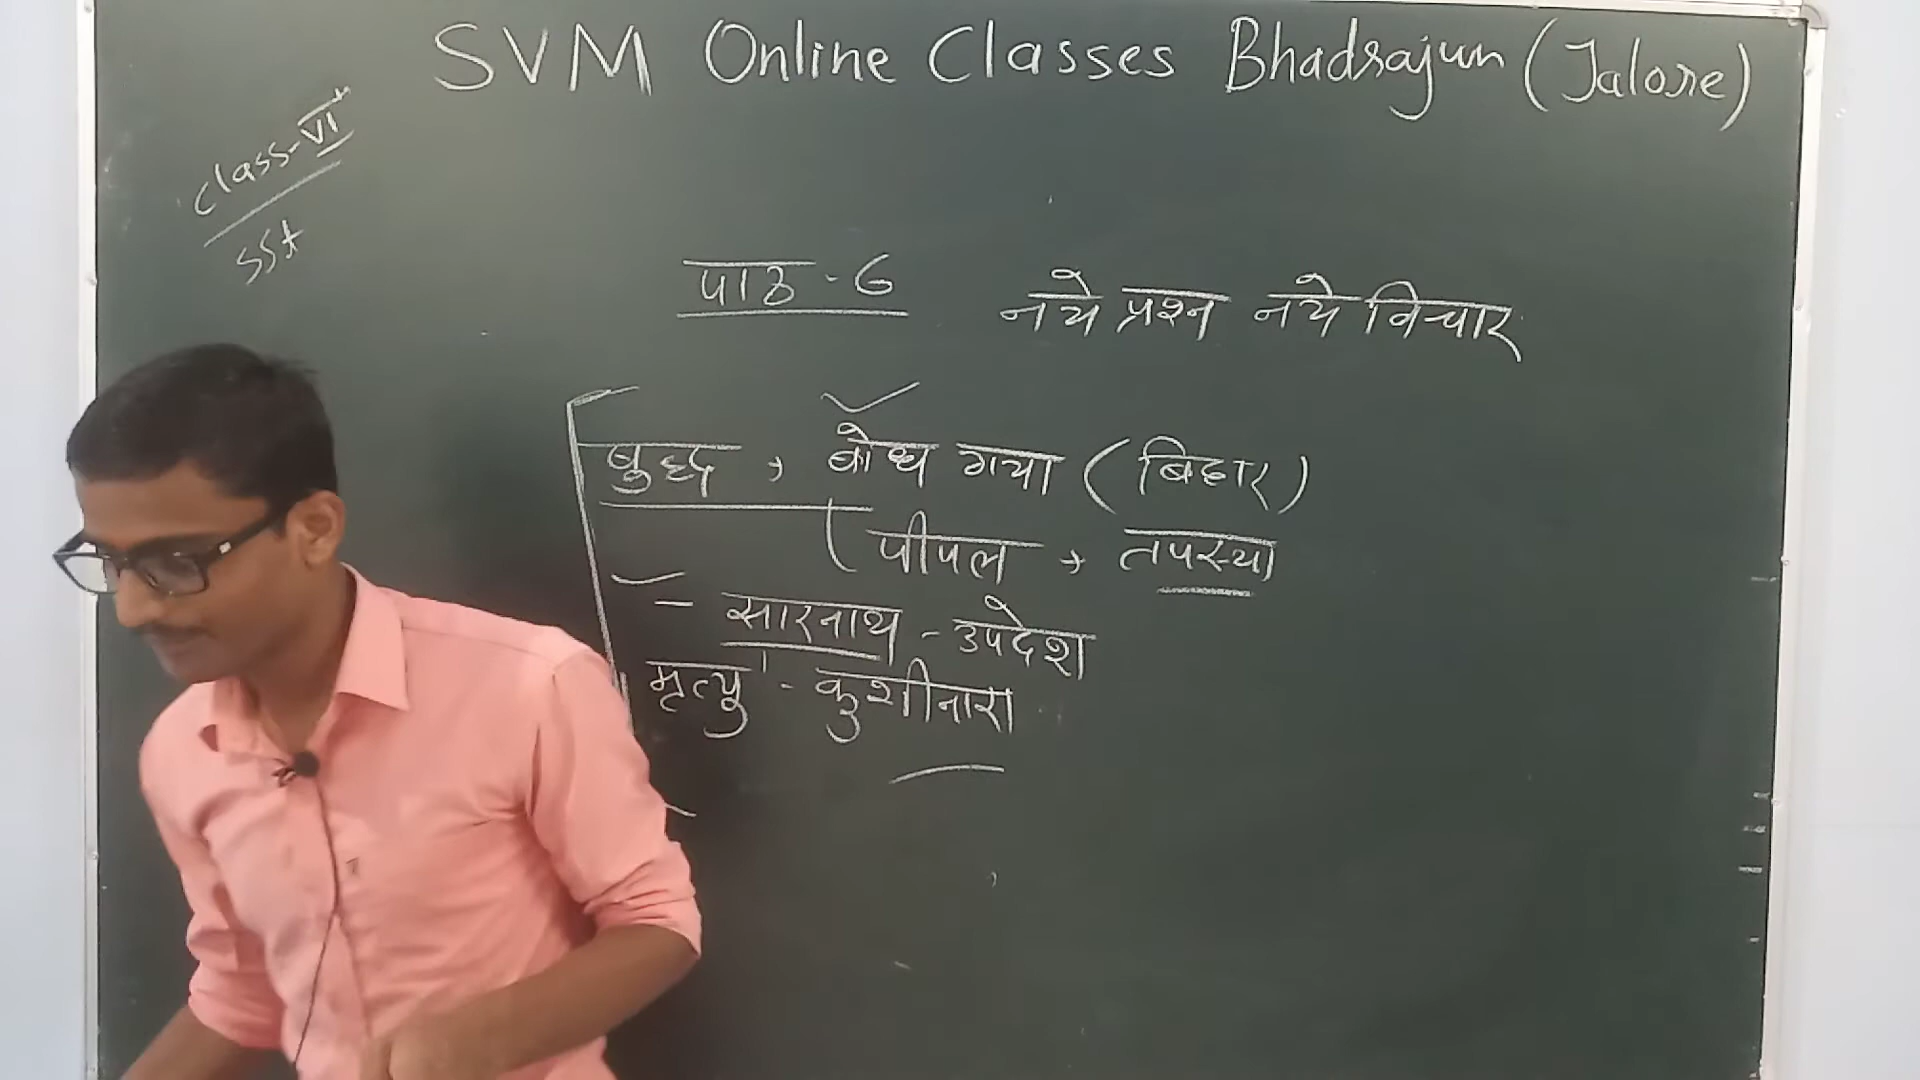 SVM Online Classes Bhadrajun (Jalore)
Class-VI
SSt
पाठ - 6 नये प्रश्न नये विचार
बुद्ध → बोध गया (बिहार)
(पीपल → तपस्या
- सारनाथ - उपदेश
मृत्यु - कुशीनारा